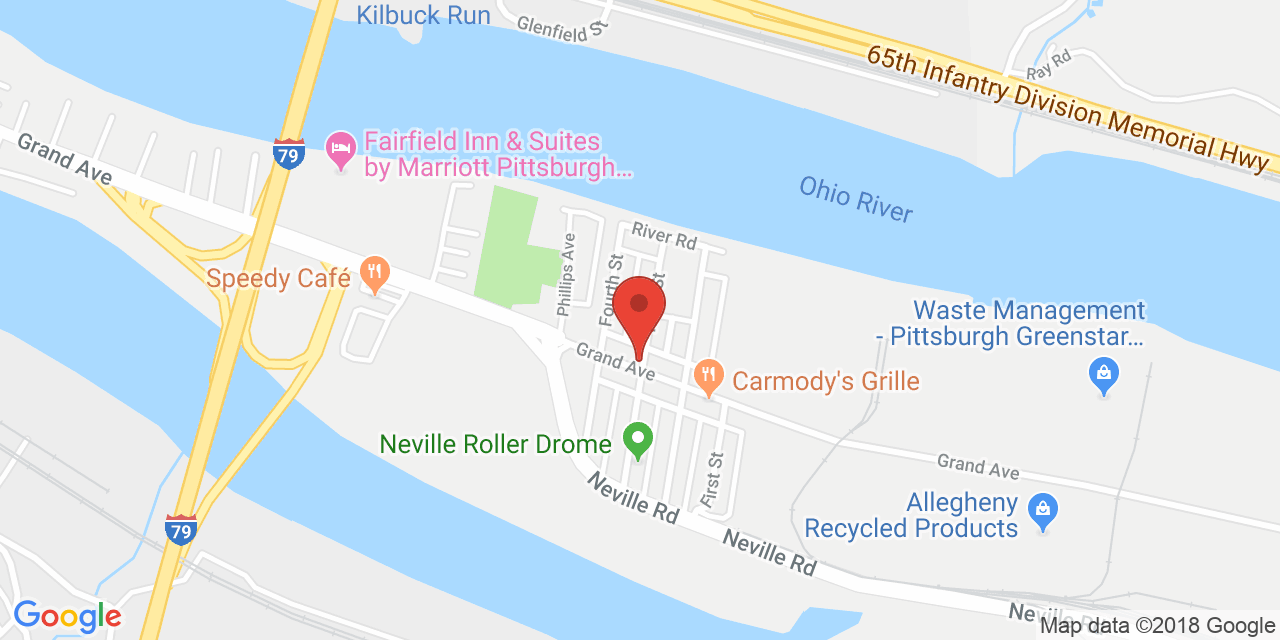 Kilbuck Run
Glenfield St
65th Infantry Division Memorial Hwy
Ray Rd
Grand Ave
79
Fairfield Inn & Suites
by Marriott Pittsburgh...
Ohio River
River Rd
Speedy Café
Phillips Ave
Fourth St
St
Waste Management
- Pittsburgh Greenstar...
Grand Ave
Carmody's Grille
Neville Roller Drome
Grand Ave
First St
Neville Rd
Allegheny
Recycled Products
79
Neville Rd
Google
Map data ©2018 Google